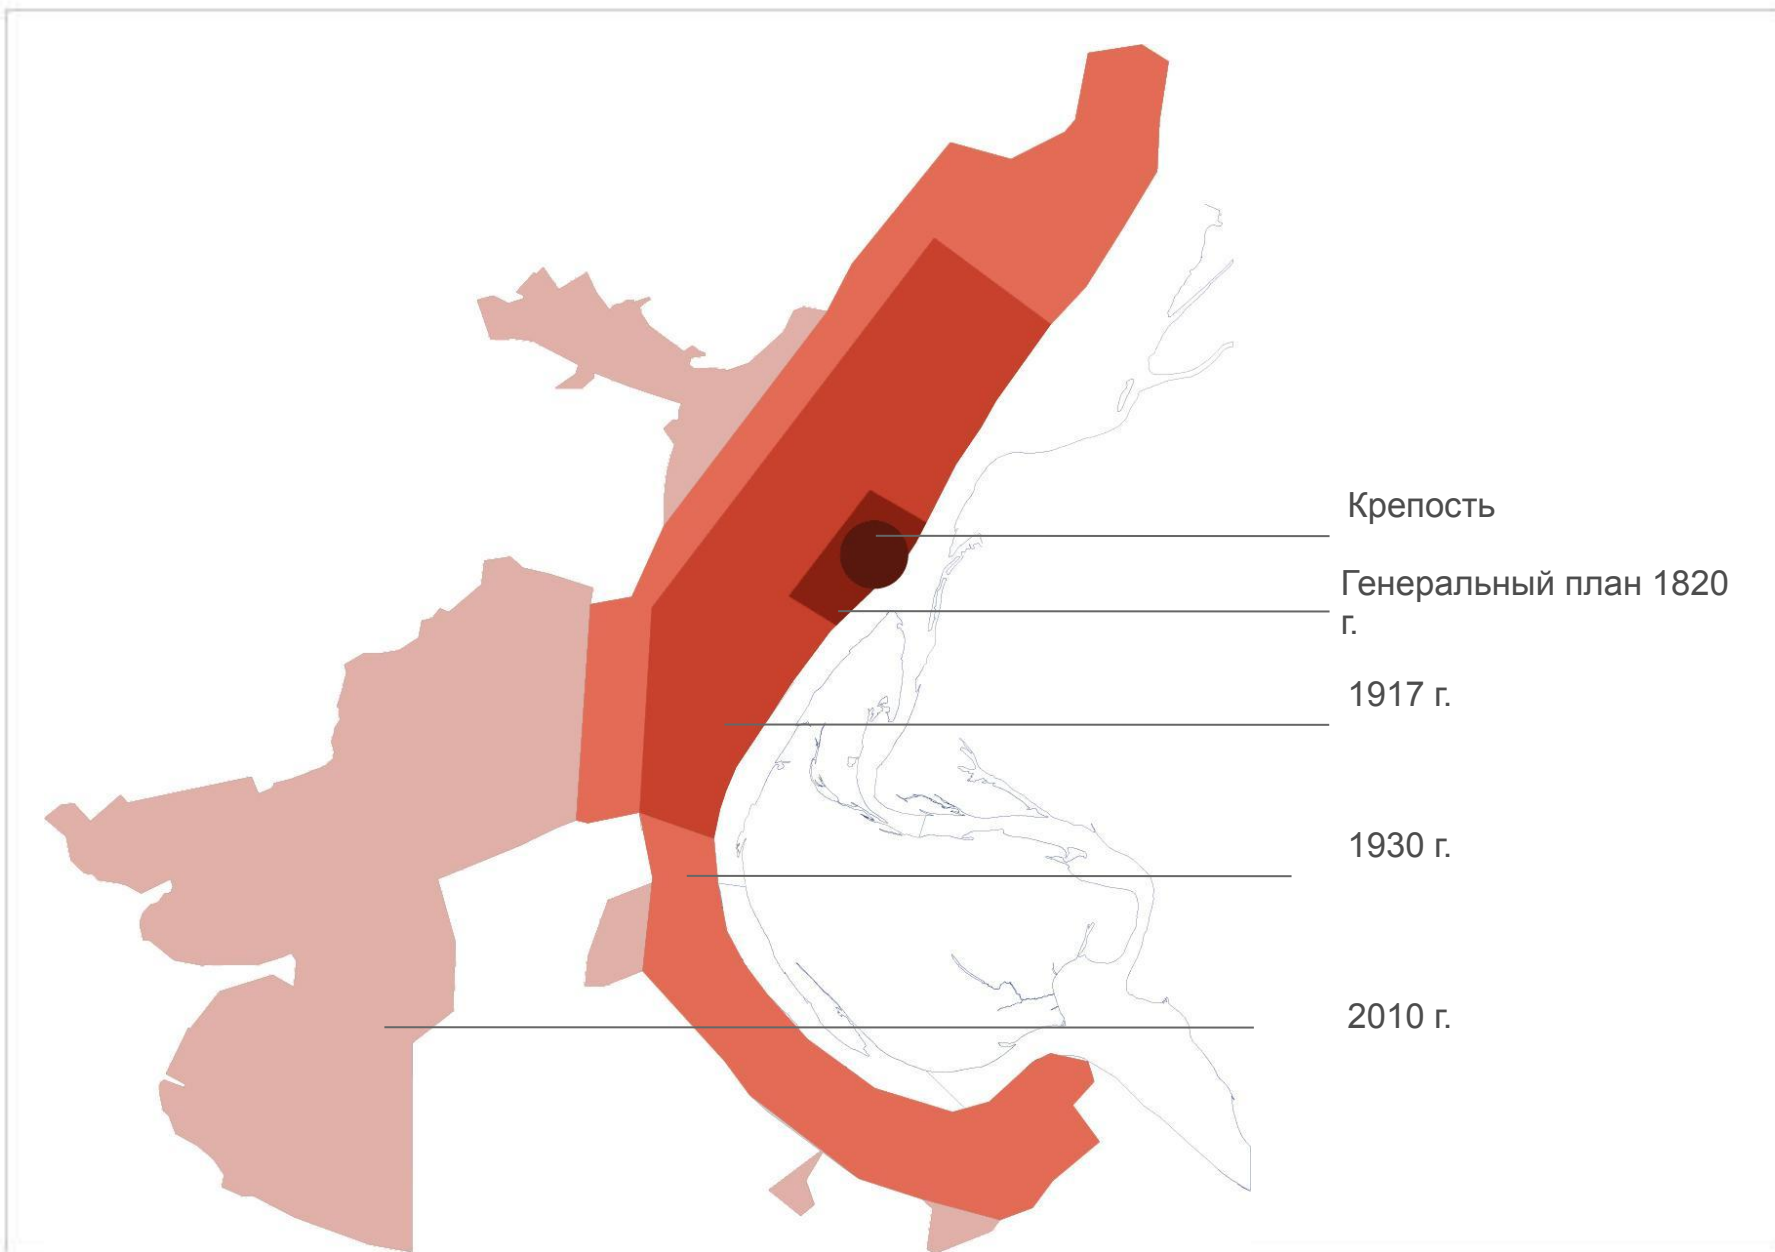 Крепость
Генеральный план 1820
г.
1917 г.
1930 г.
2010 г.